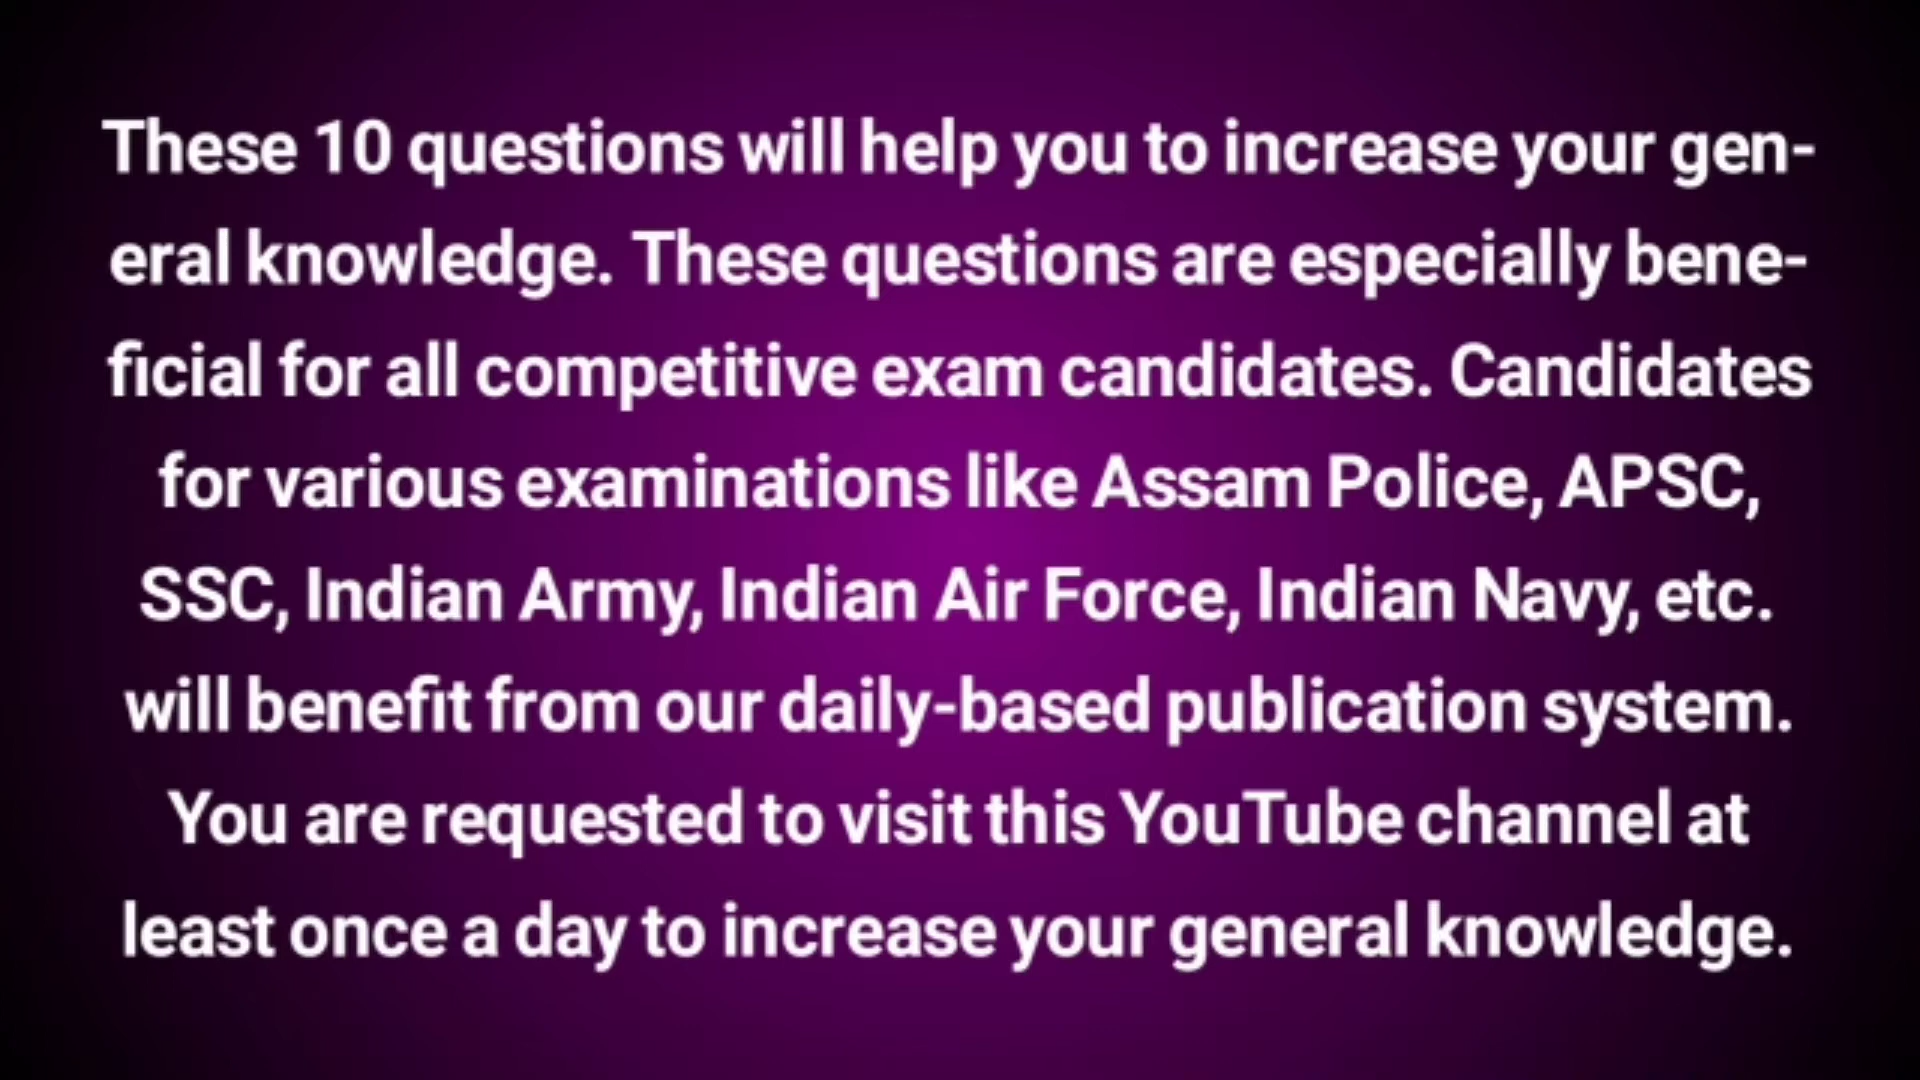 These 10 questions will help you to increase your gen-
eral knowledge. These questions are especially bene-
ficial for all competitive exam candidates. Candidates
for various examinations like Assam Police, APSC,
SSC, Indian Army, Indian Air Force, Indian Navy, etc.
will benefit from our daily-based publication system.
You are requested to visit this YouTube channel at
least once a day to increase your general knowledge.